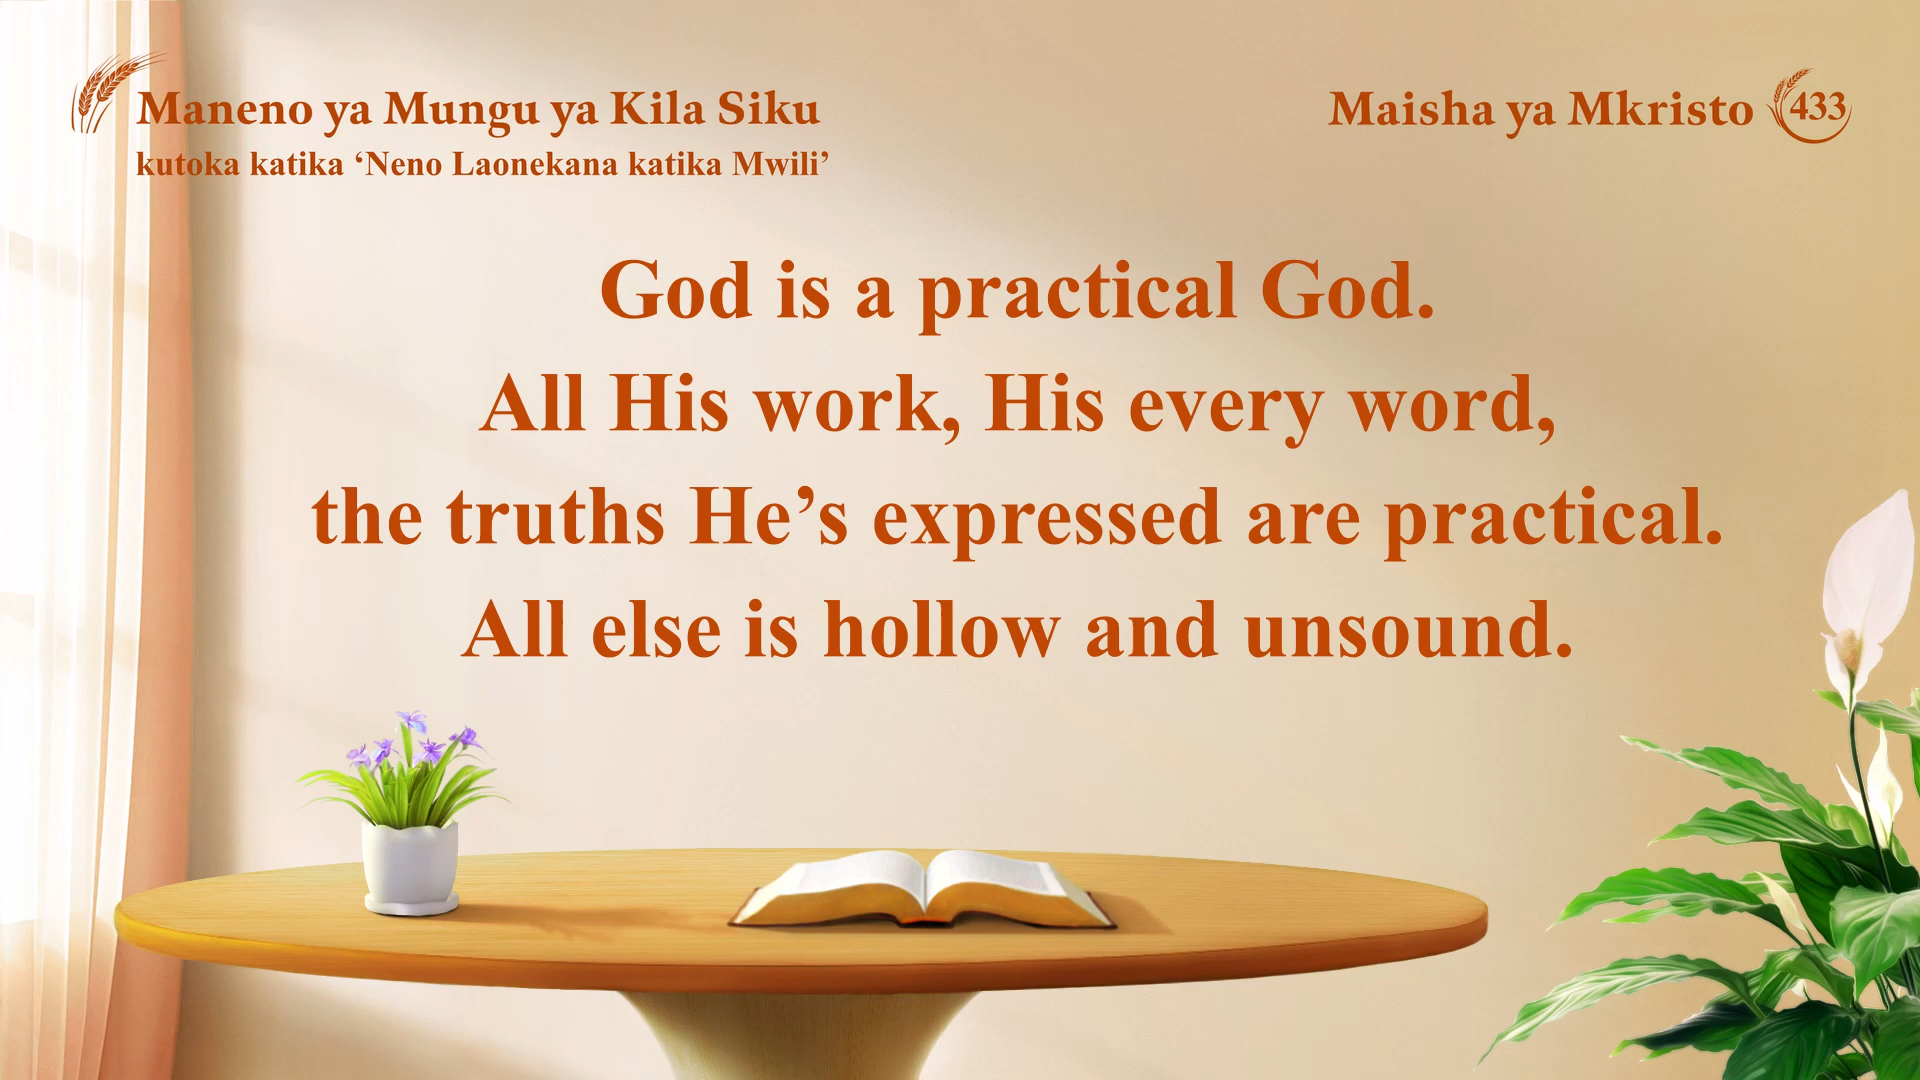 Maneno ya Mungu ya Kila Siku
kutoka katika ‘Neno Laonekana katika Mwili’
Maisha ya Mkristo 433
God is a practical God.
All His work, His every word,
the truths He’s expressed are practical.
All else is hollow and unsound.